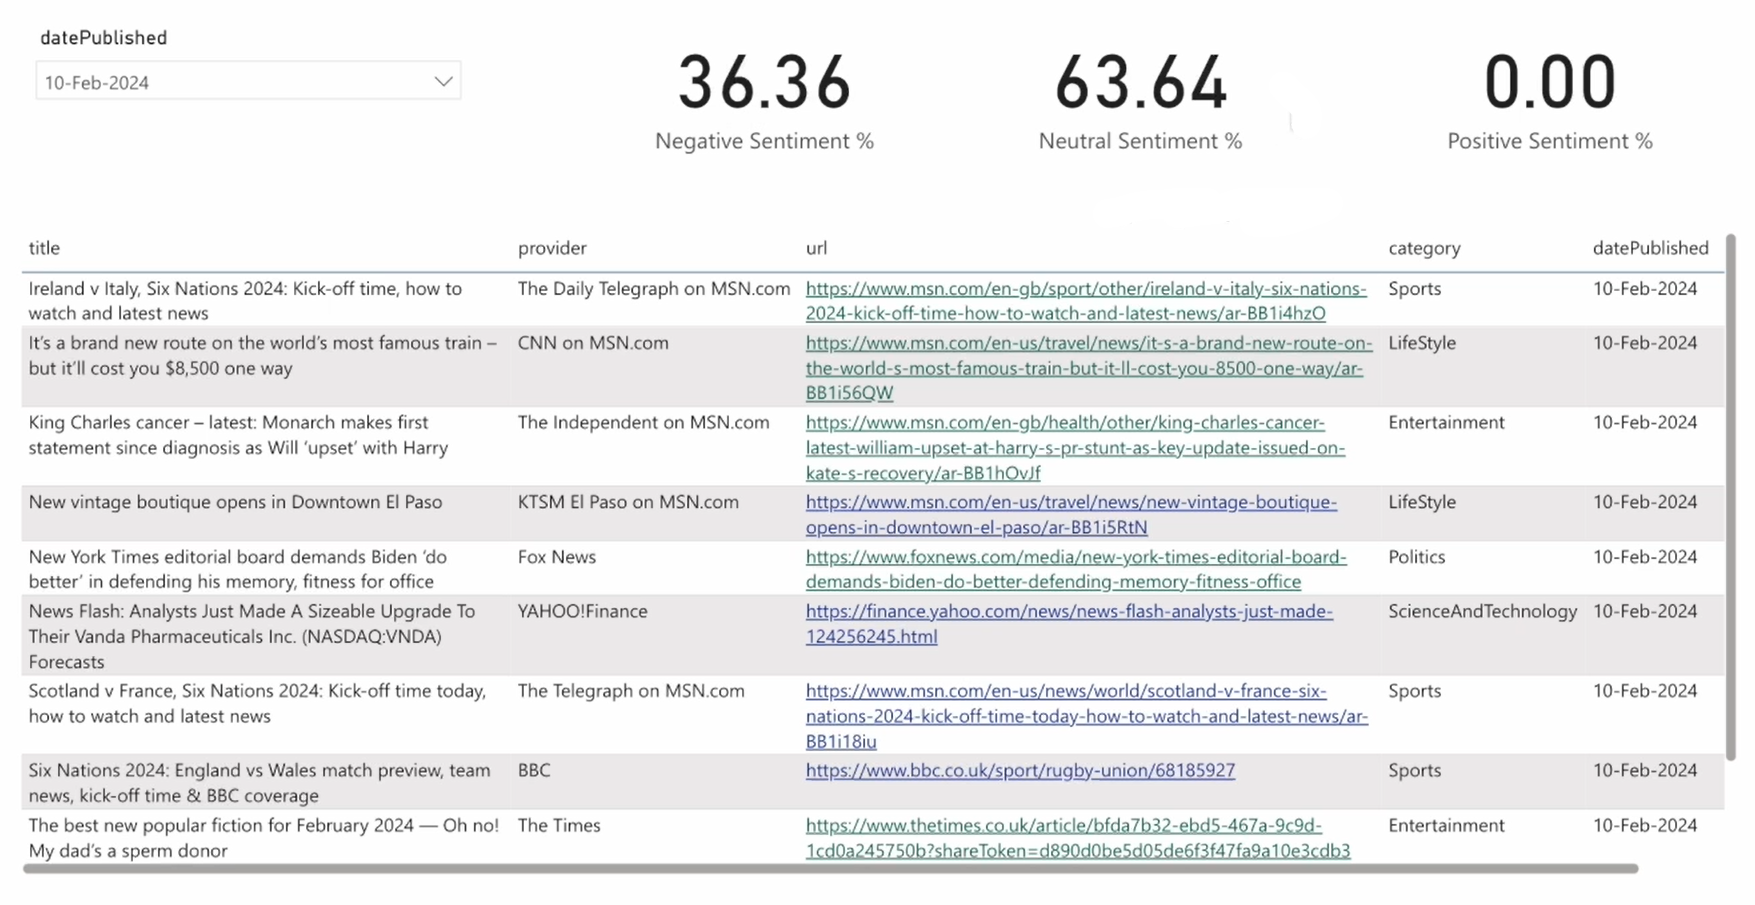 datePublished
10-Feb-2024
36.36
Negative Sentiment %
63.64
Neutral Sentiment %
0.00
Positive Sentiment %
title provider url category datePublished
Ireland v Italy, Six Nations 2024: Kick-off time, how to The Daily Telegraph on MSN.com https://www.msn.com/en-gb/sport/other/ireland-v-italy-six-nations- Sports 10-Feb-2024
watch and latest news 2024-kick-off-time-how-to-watch-and-latest-news/ar-BB1i4hzO
It’s a brand new route on the world’s most famous train – CNN on MSN.com https://www.msn.com/en-us/travel/news/it-s-a-brand-new-route-on- LifeStyle 10-Feb-2024
but it’ll cost you $8,500 one way the-world-s-most-famous-train-but-it-ll-cost-you-8500-one-way/ar-
BB1i56QW
King Charles cancer – latest: Monarch makes first The Independent on MSN.com https://www.msn.com/en-gb/health/other/king-charles-cancer- Entertainment 10-Feb-2024
statement since diagnosis as Will ‘upset’ with Harry latest-william-upset-at-harry-s-pr-stunt-as-key-update-issued-on-
kate-s-recovery/ar-BB1hOvJf
New vintage boutique opens in Downtown El Paso KTSM El Paso on MSN.com https://www.msn.com/en-us/travel/news/new-vintage-boutique- LifeStyle 10-Feb-2024
opens-in-downtown-el-paso/ar-BB1i5RtN
New York Times editorial board demands Biden ‘do Fox News https://www.foxnews.com/media/new-york-times-editorial-board- Politics 10-Feb-2024
better’ in defending his memory, fitness for office demands-biden-do-better-defending-memory-fitness-office
News Flash: Analysts Just Made A Sizeable Upgrade To YAHOO!Finance https://finance.yahoo.com/news/news-flash-analysts-just-made- ScienceAndTechnology 10-Feb-2024
Their Vanda Pharmaceuticals Inc. (NASDAQ:VNDA) 124256245.html
Forecasts
Scotland v France, Six Nations 2024: Kick-off time today, The Telegraph on MSN.com https://www.msn.com/en-us/news/world/scotland-v-france-six- Sports 10-Feb-2024
how to watch and latest news nations-2024-kick-off-time-today-how-to-watch-and-latest-news/ar-
BB1i18iu
Six Nations 2024: England vs Wales match preview, team BBC https://www.bbc.co.uk/sport/rugby-union/68185927 Sports 10-Feb-2024
news, kick-off time & BBC coverage
The best new popular fiction for February 2024 — Oh no! The Times https://www.thetimes.co.uk/article/bfda7b32-ebd5-467a-9c9d- Entertainment 10-Feb-2024
My dad’s a sperm donor 1cd0a245750b?shareToken=d890d0be5d05de6f3f47fa9a10e3cdb3